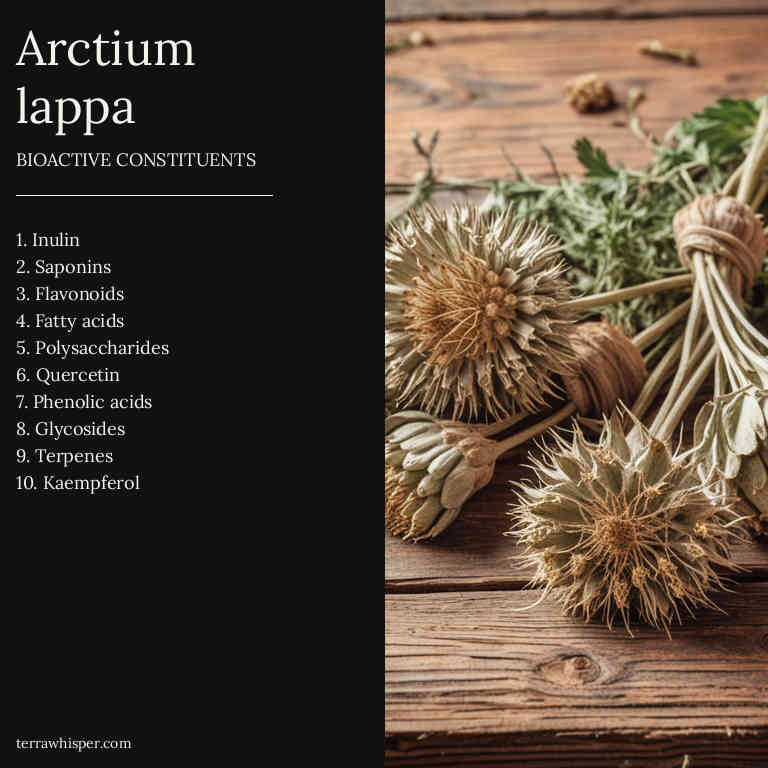 Arctium
lappa
BIOACTIVE CONSTITUENTS
1. Inulin
2. Saponins
3. Flavonoids
4. Fatty acids
5. Polysaccharides
6. Quercetin
7. Phenolic acids
8. Glycosides
9. Terpenes
10. Kaempferol
terrawhisper.com